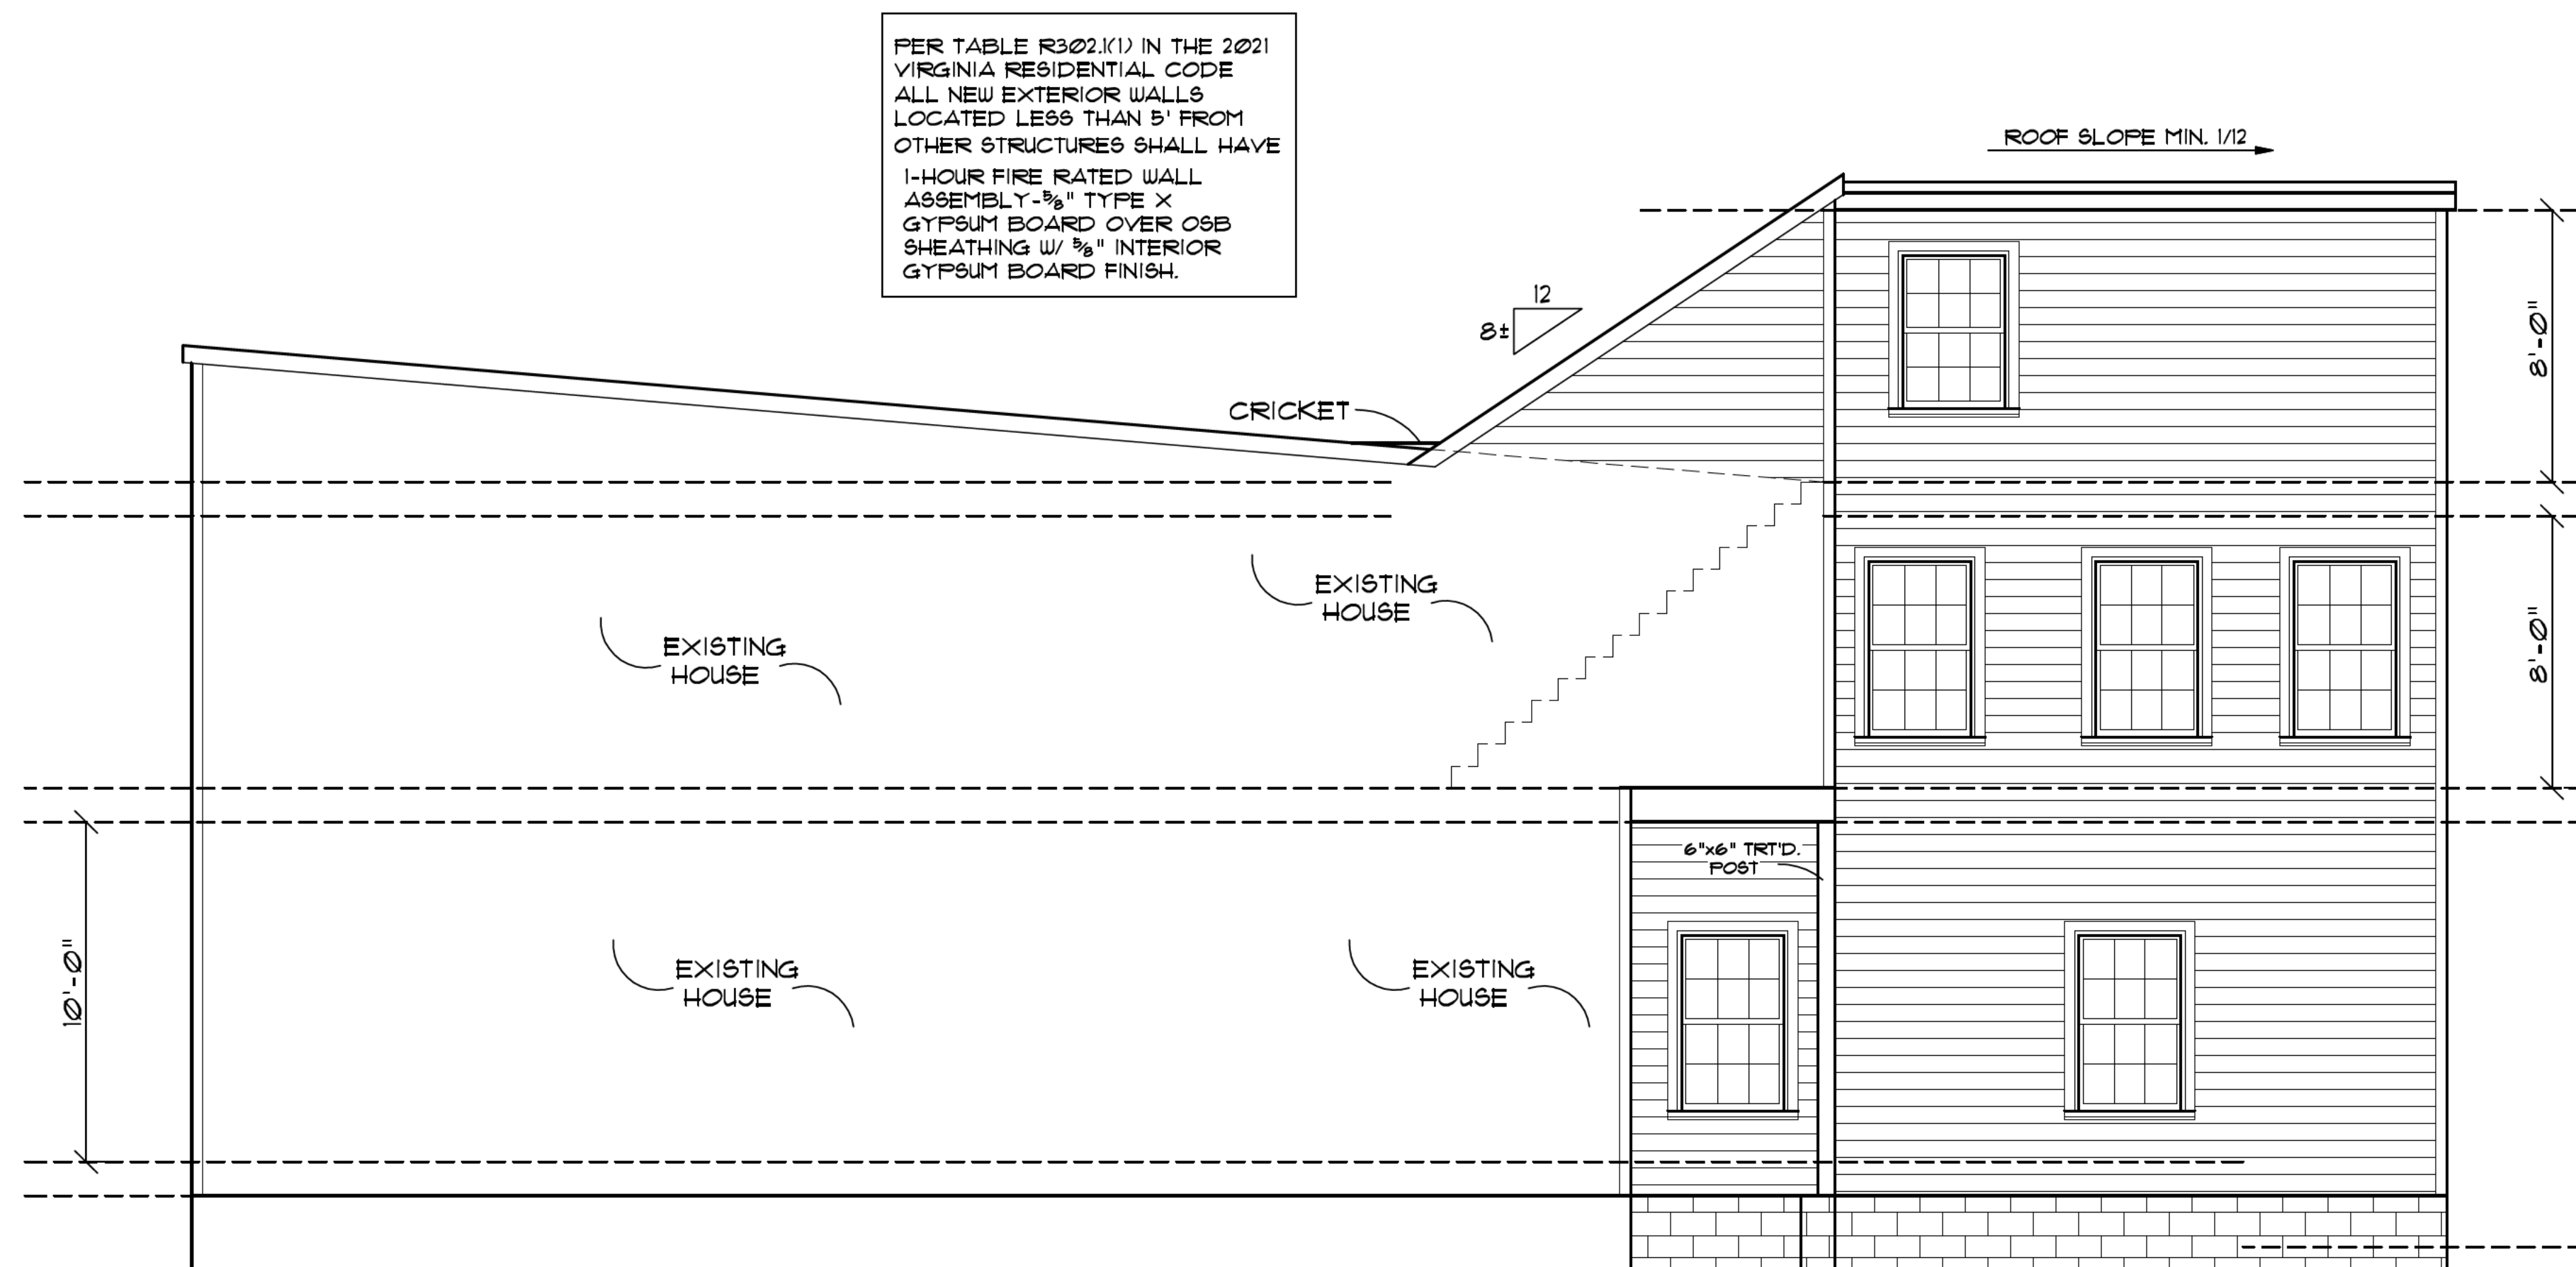 PER TABLE R302.1(1) IN THE 2021
VIRGINIA RESIDENTIAL CODE
ALL NEW EXTERIOR WALLS
LOCATED LESS THAN 5' FROM
OTHER STRUCTURES SHALL HAVE
1-HOUR FIRE RATED WALL
ASSEMBLY-5/8" TYPE X
GYPSUM BOARD OVER OSB
SHEATHING W/ 5/8" INTERIOR
GYPSUM BOARD FINISH.
ROOF SLOPE MIN. 1/12
12
8±
CRICKET
8'-0"
EXISTING
HOUSE
EXISTING
HOUSE
8'-0"
6"x6" TRT'D.
POST
10'-0"
EXISTING
HOUSE
EXISTING
HOUSE